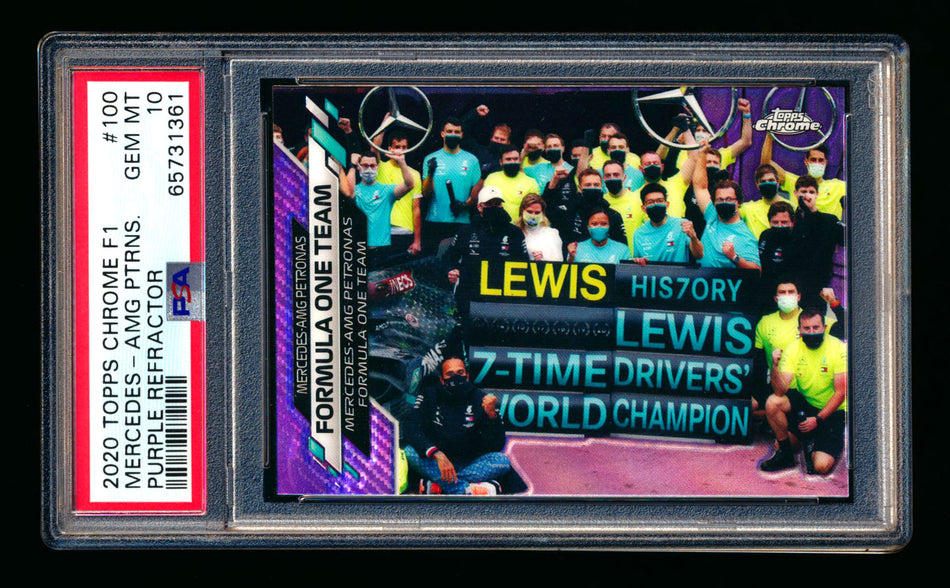 2020 TOPPS CHROME F1 #100
MERCEDES - AMG PTRNS. GEM MT
PURPLE REFRACTOR 10
65731361
PSA
MERCEDES-AMG PETRONAS
FORMULA ONE TEAM
MERCEDES-AMG PETRONAS
FORMULA ONE TEAM
Topps
Chrome
INEOS
LEWIS HIS7ORY
LEWIS
7-TIME DRIVERS'
WORLD CHAMPION